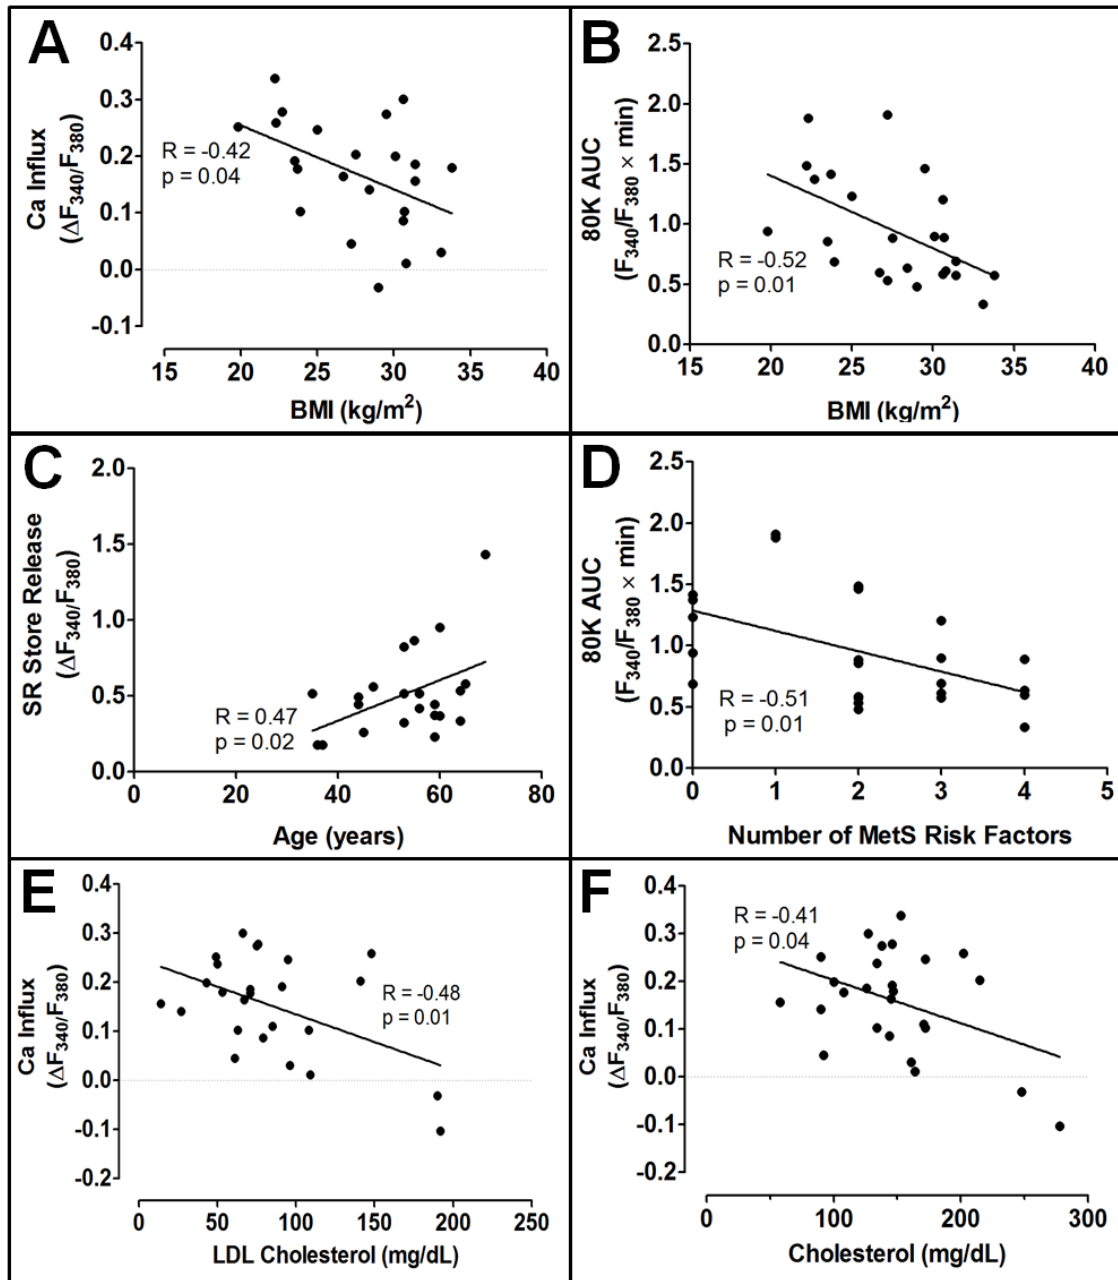 A
Ca Influx
(ΔF340/F380)
0.4
0.3
0.2
0.1
0.0
-0.1
R = -0.42
p = 0.04
15 20 25 30 35 40
BMI (kg/m²)
B
80K AUC
(F340/F380 × min)
2.5
2.0
1.5
1.0
0.5
0.0
R = -0.52
p = 0.01
15 20 25 30 35 40
BMI (kg/m²)
C
SR Store Release
(ΔF340/F380)
2.0
1.5
1.0
0.5
0.0
R = 0.47
p = 0.02
0 20 40 60 80
Age (years)
D
80K AUC
(F340/F380 × min)
2.5
2.0
1.5
1.0
0.5
0.0
R = -0.51
p = 0.01
0 1 2 3 4 5
Number of MetS Risk Factors
E
Ca Influx
(ΔF340/F380)
0.4
0.3
0.2
0.1
0.0
-0.1
-0.2
R = -0.48
p = 0.01
0 50 100 150 200 250
LDL Cholesterol (mg/dL)
F
Ca Influx
(ΔF340/F380)
0.4
0.3
0.2
0.1
0.0
-0.1
-0.2
R = -0.41
p = 0.04
0 100 200 300
Cholesterol (mg/dL)